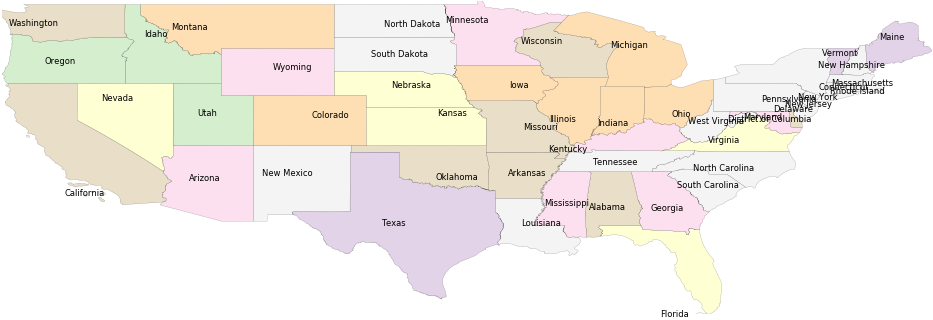 Washington
Oregon
Idaho
Montana
North Dakota
Minnesota
Wisconsin
Michigan
Maine
Vermont
New Hampshire
Massachusetts
Connecticut
Rhode Island
New York
Pennsylvania
New Jersey
Delaware
Maryland
District of Columbia
South Dakota
Wyoming
Nebraska
Iowa
Nevada
Utah
Colorado
Kansas
Missouri
Illinois
Indiana
Ohio
West Virginia
Virginia
Kentucky
California
Arizona
New Mexico
Oklahoma
Arkansas
Tennessee
North Carolina
South Carolina
Texas
Louisiana
Mississippi
Alabama
Georgia
Florida